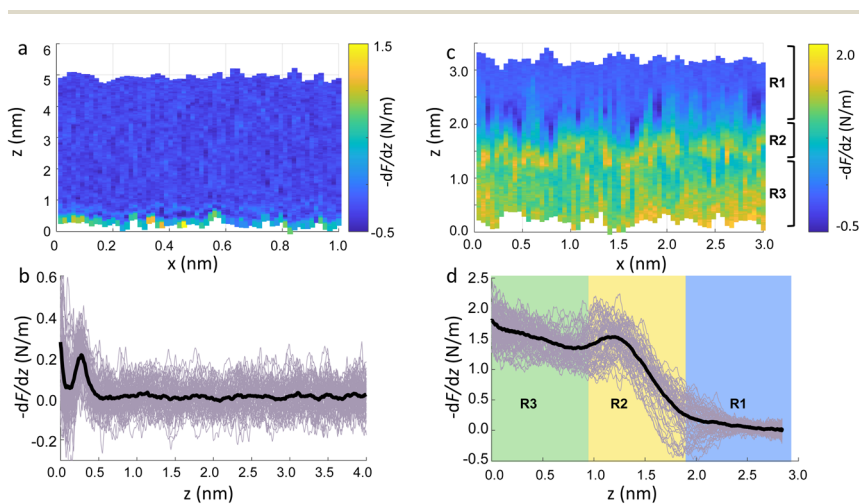 a
6
5
4
3
2
1
0
z (nm)
0.0 0.2 0.4 0.6 0.8 1.0
x (nm)
1.5
-0.5
-dF/dz (N/m)
c
3.0
2.0
1.0
0.0
z (nm)
0.0 0.5 1.0 1.5 2.0 2.5 3.0
x (nm)
R1
R2
R3
2.0
-0.5
-dF/dz (N/m)
b
0.6
0.4
0.2
0.0
-0.2
-dF/dz (N/m)
0.0 0.5 1.0 1.5 2.0 2.5 3.0 3.5 4.0
z (nm)
d
2.5
2.0
1.5
1.0
0.5
0.0
-0.5
-dF/dz (N/m)
R3 R2 R1
0.0 0.5 1.0 1.5 2.0 2.5 3.0
z (nm)